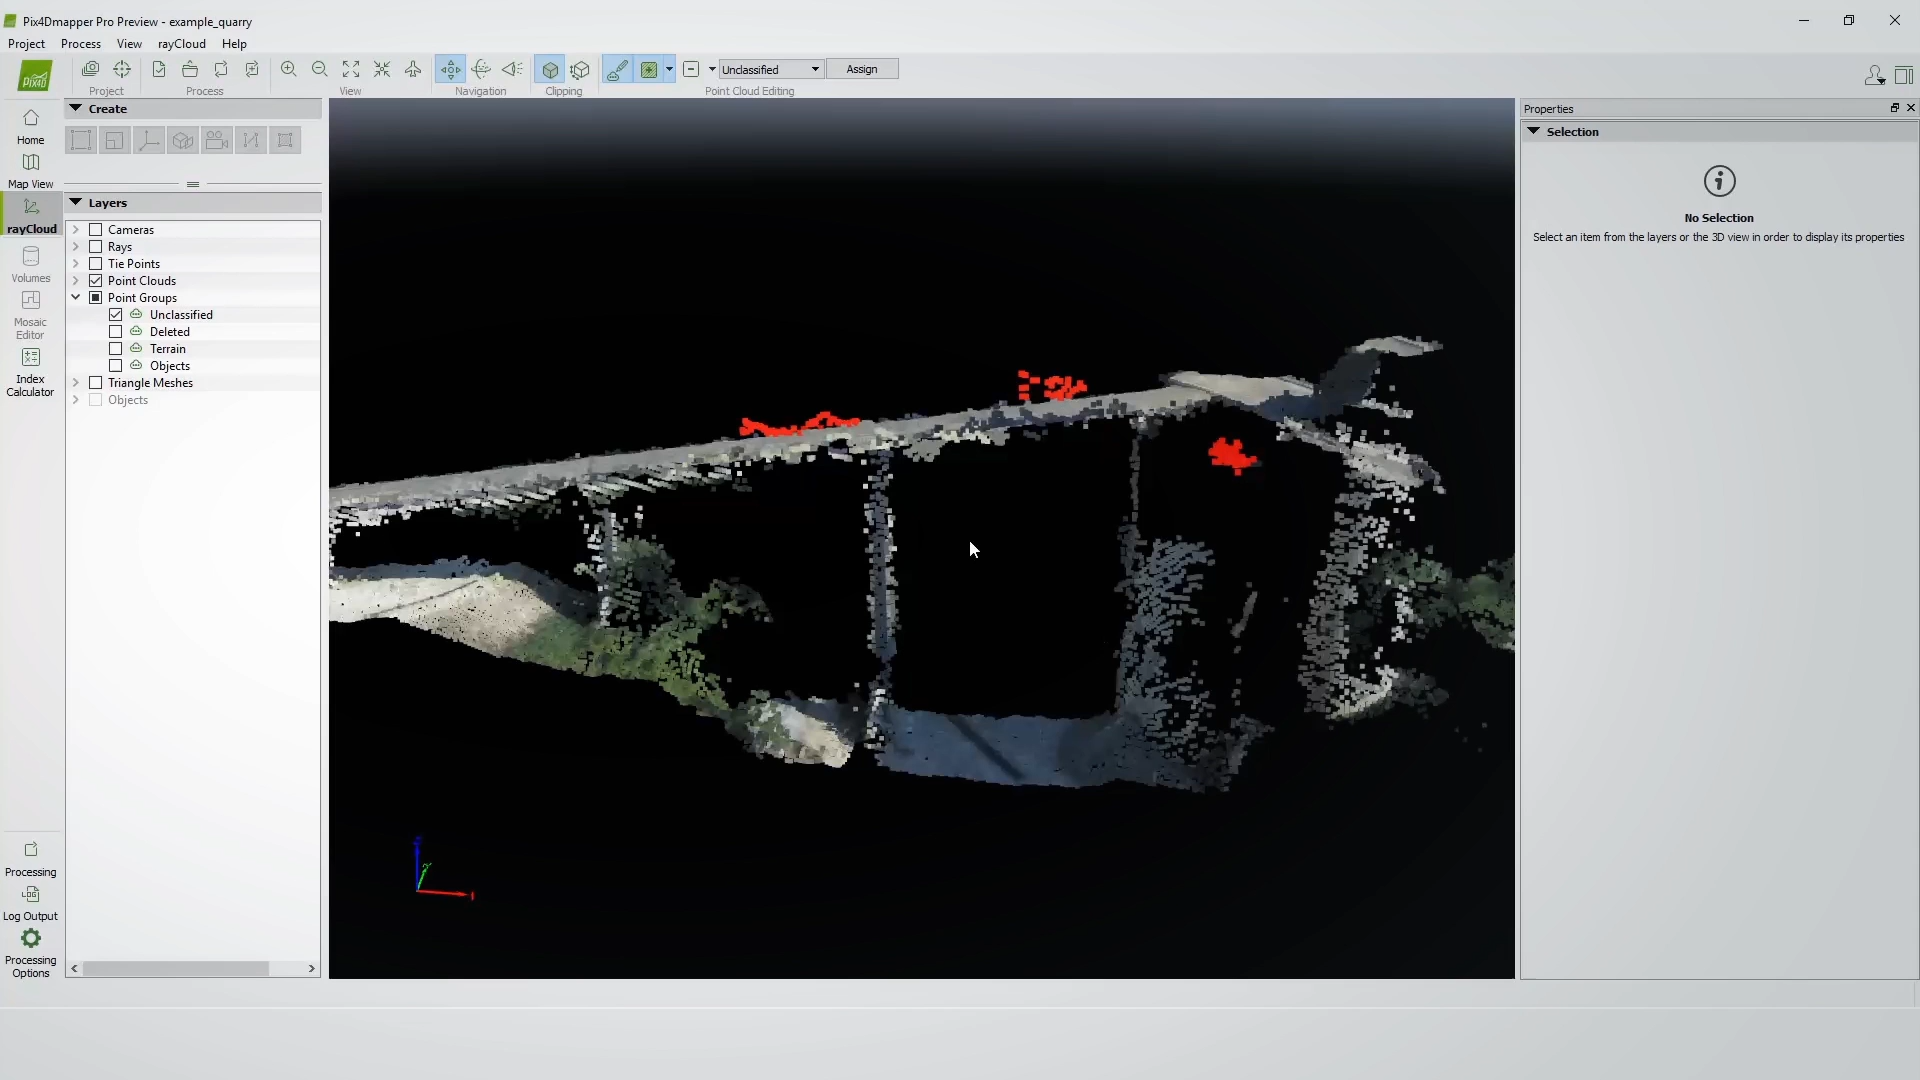 Pix4Dmapper Pro Preview - example_quarry
Project Process View rayCloud Help
PIX4D
Unclassified
Assign
Project
Process
View
Navigation
Clipping
Point Cloud Editing
Home
Map View
rayCloud
Volumes
Mosaic
Editor
Index
Calculator
Processing
Log Output
Processing
Options
Create
Layers
Cameras
Rays
Tie Points
Point Clouds
Point Groups
Unclassified
Deleted
Terrain
Objects
Triangle Meshes
Objects
Properties
Selection
No Selection
Select an item from the layers or the 3D view in order to display its properties